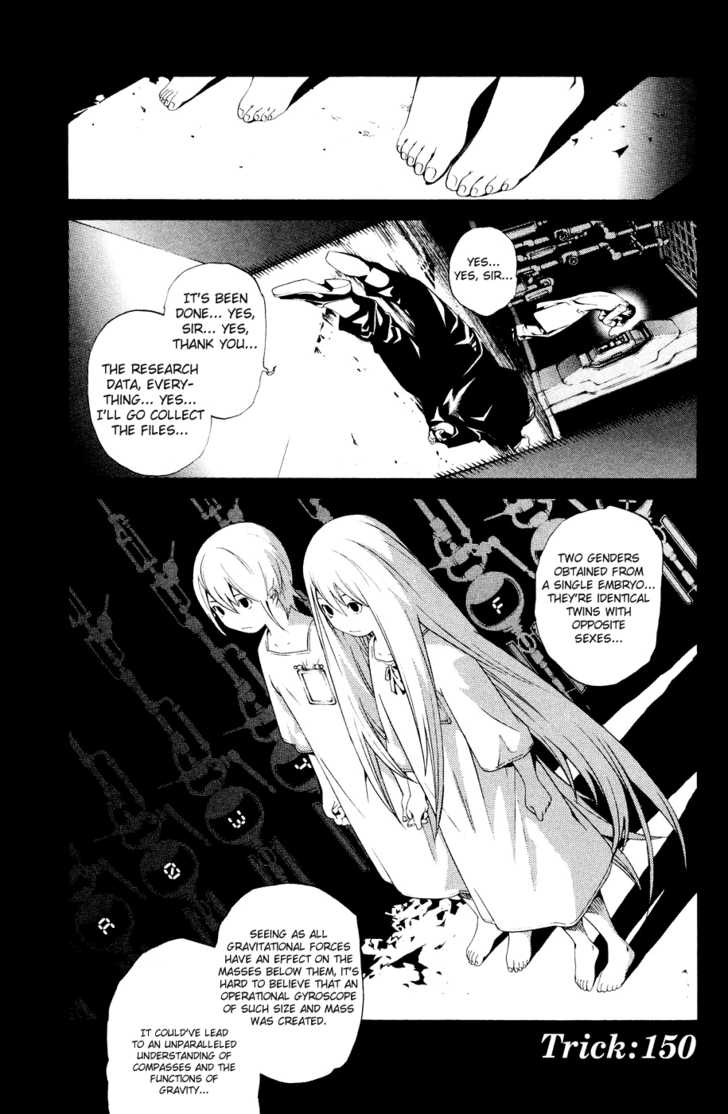 YES...
YES, SIR...
IT'S BEEN
DONE... YES,
SIR... YES,
THANK YOU...
THE RESEARCH
DATA, EVERY-
THING... YES...
I'LL GO COLLECT
THE FILES...
TWO GENDERS
OBTAINED FROM
A SINGLE EMBRYO...
THEY'RE IDENTICAL
TWINS WITH
OPPOSITE
SEXES...
SEEING AS ALL
GRAVITATIONAL FORCES
HAVE AN EFFECT ON THE
MASSES BELOW THEM, IT'S
HARD TO BELIEVE THAT AN
OPERATIONAL GYROSCOPE
OF SUCH SIZE AND MASS
WAS CREATED.
IT COULD'VE LEAD
TO AN UNPARALLELED
UNDERSTANDING OF
COMPASSES AND THE
FUNCTIONS OF
GRAVITY...
Trick:150